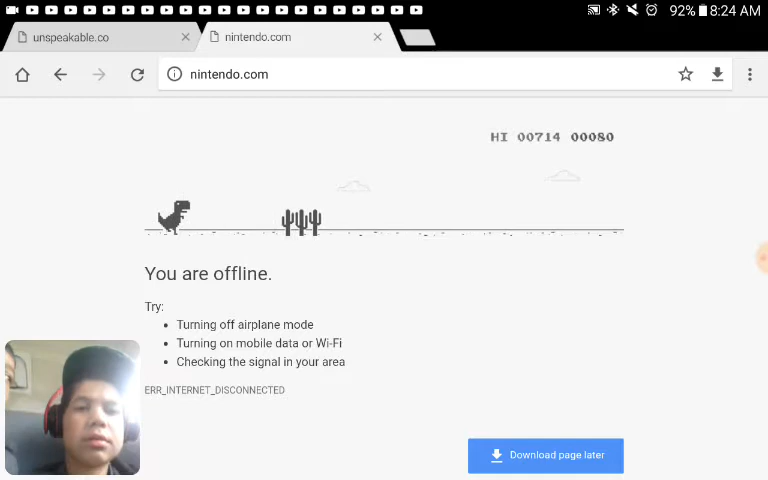 92% 8:24 AM
unspeakable.co
nintendo.com
nintendo.com
HI 00714 00080
You are offline.
Try:
• Turning off airplane mode
• Turning on mobile data or Wi-Fi
• Checking the signal in your area
ERR_INTERNET_DISCONNECTED
Download page later